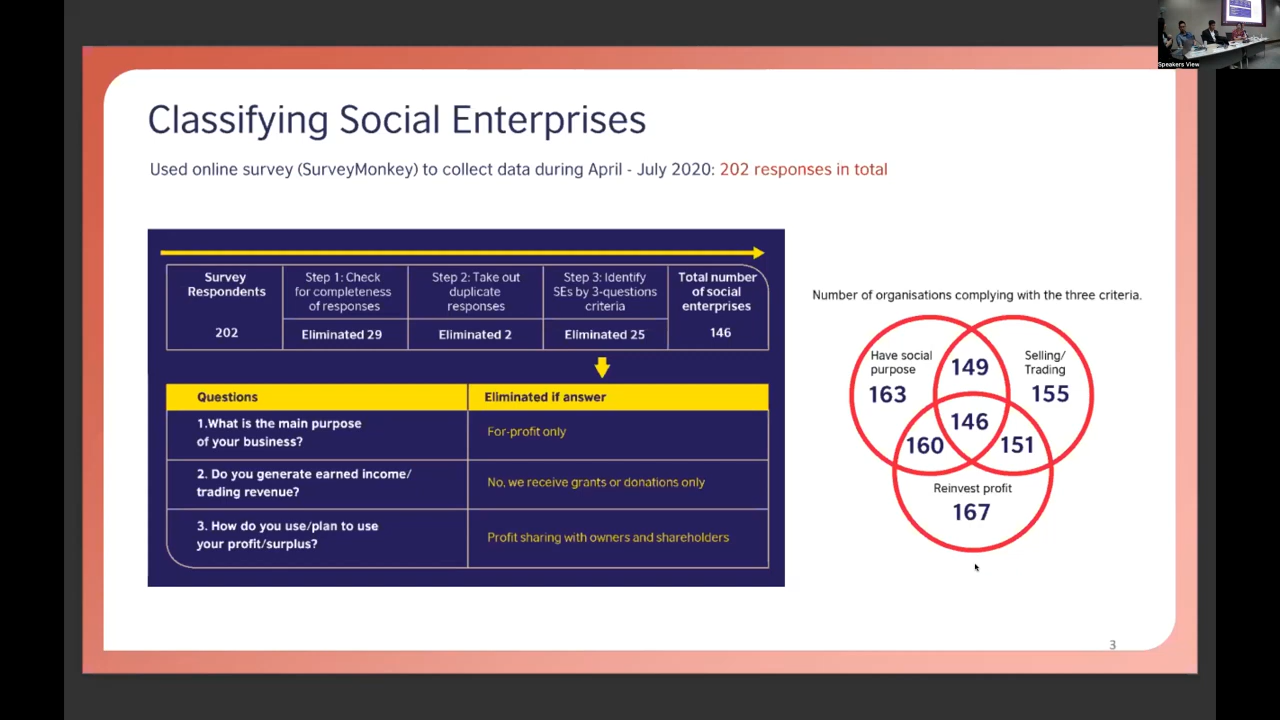 Speakers View
Classifying Social Enterprises
Used online survey (SurveyMonkey) to collect data during April - July 2020: 202 responses in total
Survey
Respondents
202
Step 1: Check
for completeness
of responses
Eliminated 29
Step 2: Take out
duplicate
responses
Eliminated 2
Step 3: Identify
SEs by 3-questions
criteria
Eliminated 25
Total number
of social
enterprises
146
Questions
Eliminated if answer
1.What is the main purpose
of your business?
For-profit only
2. Do you generate earned income/
trading revenue?
No, we receive grants or donations only
3. How do you use/plan to use
your profit/surplus?
Profit sharing with owners and shareholders
Number of organisations complying with the three criteria.
Have social
purpose
163
149
Selling/
Trading
155
146
160
151
Reinvest profit
167
3